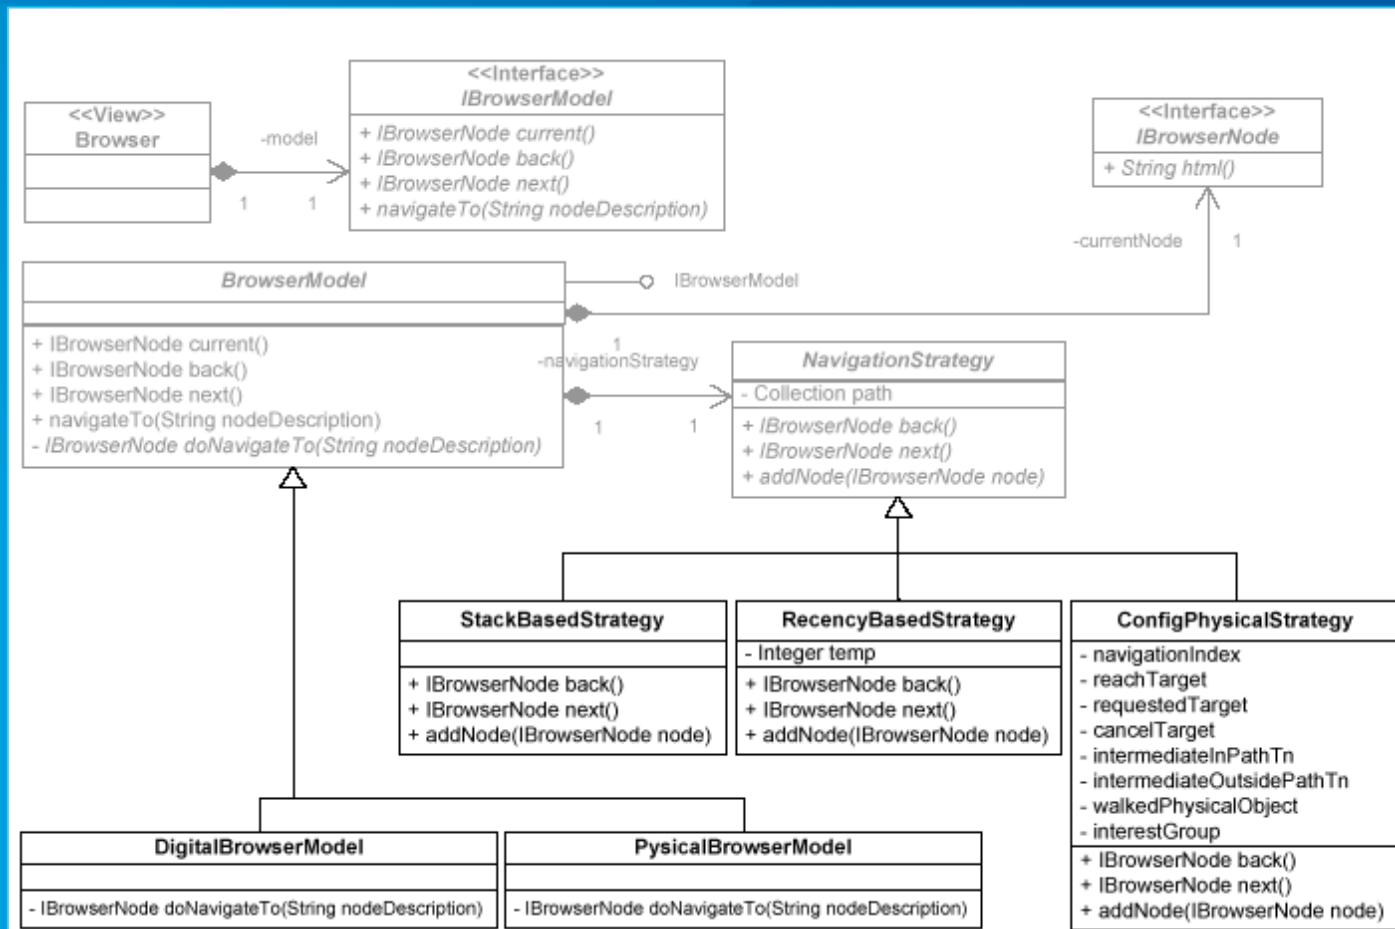 <<View>>
Browser
-model
1
1
<<Interface>>
IBrowserModel
+ IBrowserNode current()
+ IBrowserNode back()
+ IBrowserNode next()
+ navigateTo(String nodeDescription)
<<Interface>>
IBrowserNode
+ String html()
-currentNode
1
BrowserModel
+ IBrowserNode current()
+ IBrowserNode back()
+ IBrowserNode next()
+ navigateTo(String nodeDescription)
- IBrowserNode doNavigateTo(String nodeDescription)
IBrowserModel
1
-navigationStrategy
1
1
NavigationStrategy
- Collection path
+ IBrowserNode back()
+ IBrowserNode next()
+ addNode(IBrowserNode node)
StackBasedStrategy
+ IBrowserNode back()
+ IBrowserNode next()
+ addNode(IBrowserNode node)
RecencyBasedStrategy
- Integer temp
+ IBrowserNode back()
+ IBrowserNode next()
+ addNode(IBrowserNode node)
ConfigPhysicalStrategy
- navigationIndex
- reachTarget
- requestedTarget
- cancelTarget
- intermediateInPathTn
- intermediateOutsidePathTn
- walkedPhysicalObject
- interestGroup
+ IBrowserNode back()
+ IBrowserNode next()
+ addNode(IBrowserNode node)
DigitalBrowserModel
- IBrowserNode doNavigateTo(String nodeDescription)
PysicalBrowserModel
- IBrowserNode doNavigateTo(String nodeDescription)